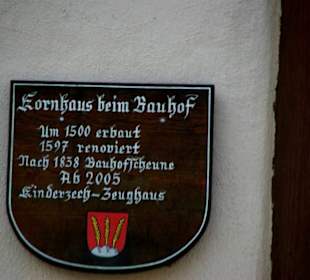 Kornhaus beim Bauhof
Um 1500 erbaut
1597 renoviert
Nach 1838 Bauhofscheune
Ab 2005
Kinderzech-Zeughaus